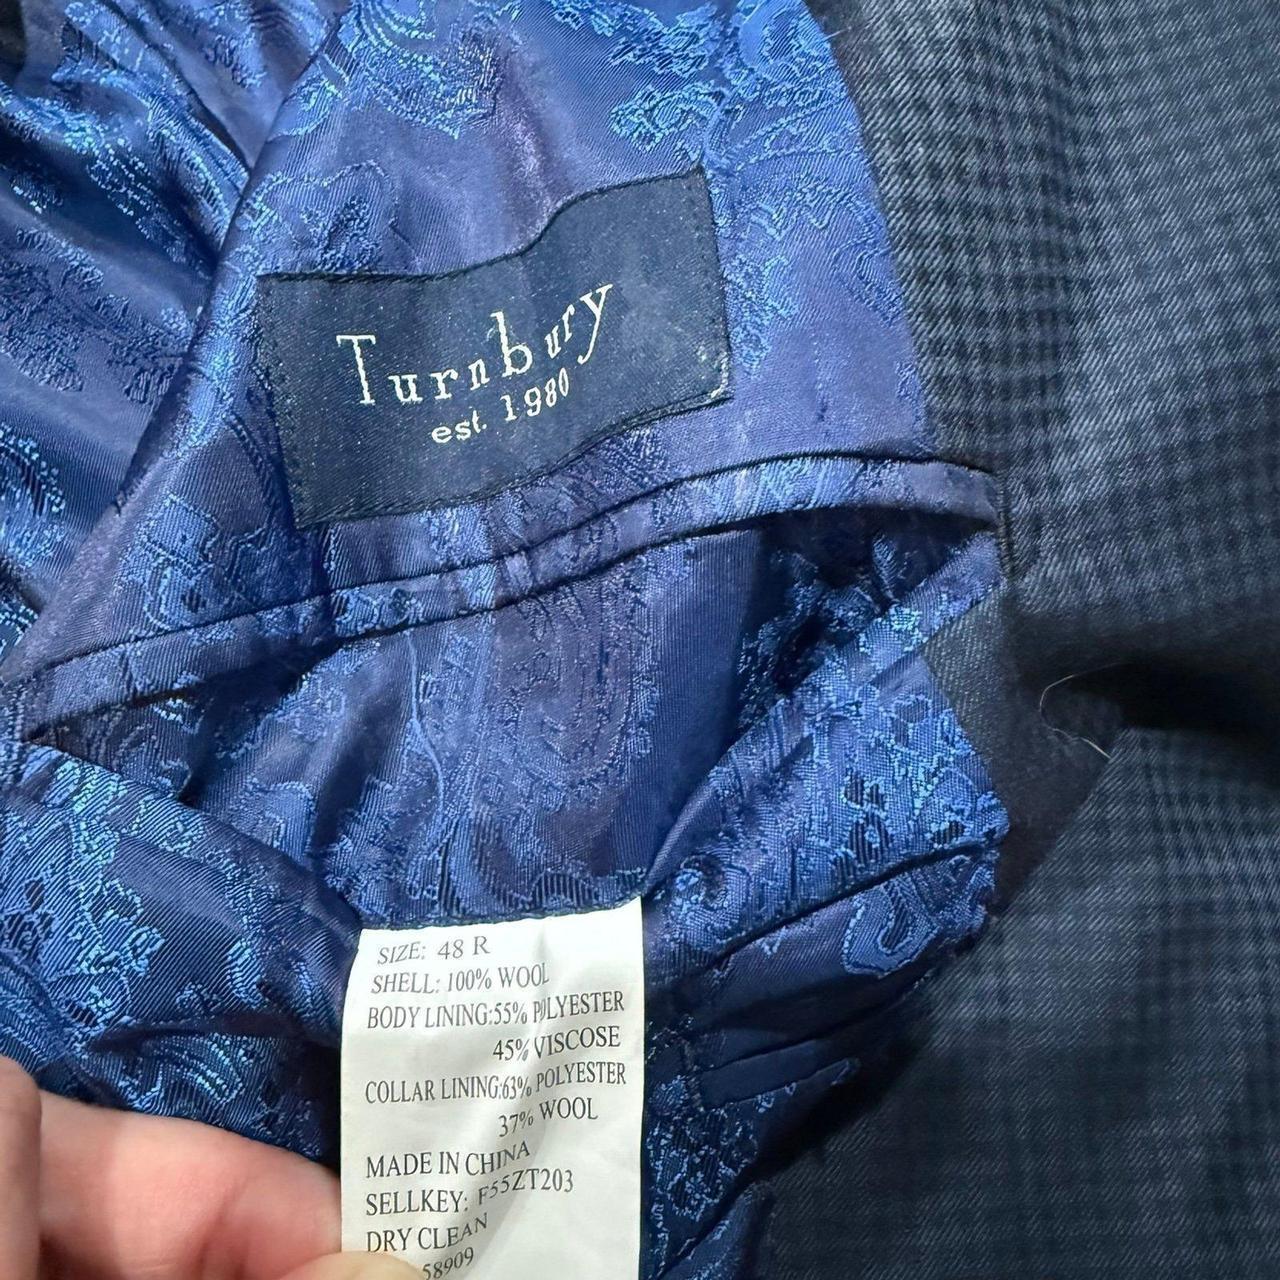 Turnbury
est. 1980
SIZE: 48 R
SHELL: 100% WOOL
BODY LINING:55% POLYESTER
45% VISCOSE
COLLAR LINING:63% POLYESTER
37% WOOL
MADE IN CHINA
SELLKEY: F55ZT203
DRY CLEAN
58909